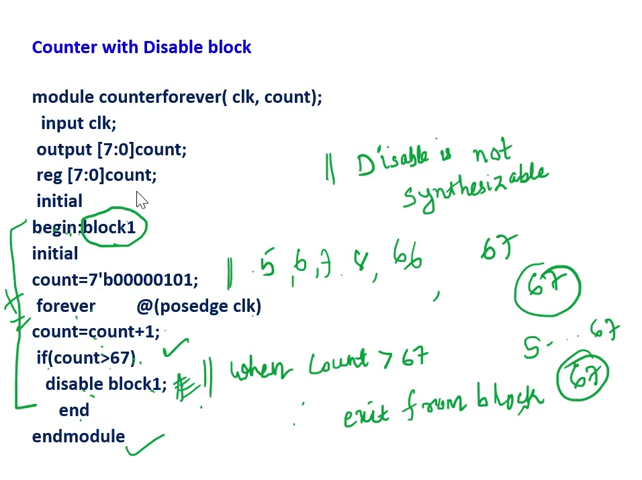 Counter with Disable block
module counterforever( clk, count);
input clk;
output [7:0]count;
reg [7:0]count;
initial
begin:block1
initial
count=7'b00000101;
forever @(posedge clk)
count=count+1;
if(count>67)
disable block1;
end
endmodule
|| Disable is not
synthesizable
|| 5, 6, 7. 8, 66, 67
67
5 - ... 67
67
|| when count > 67
exit from block